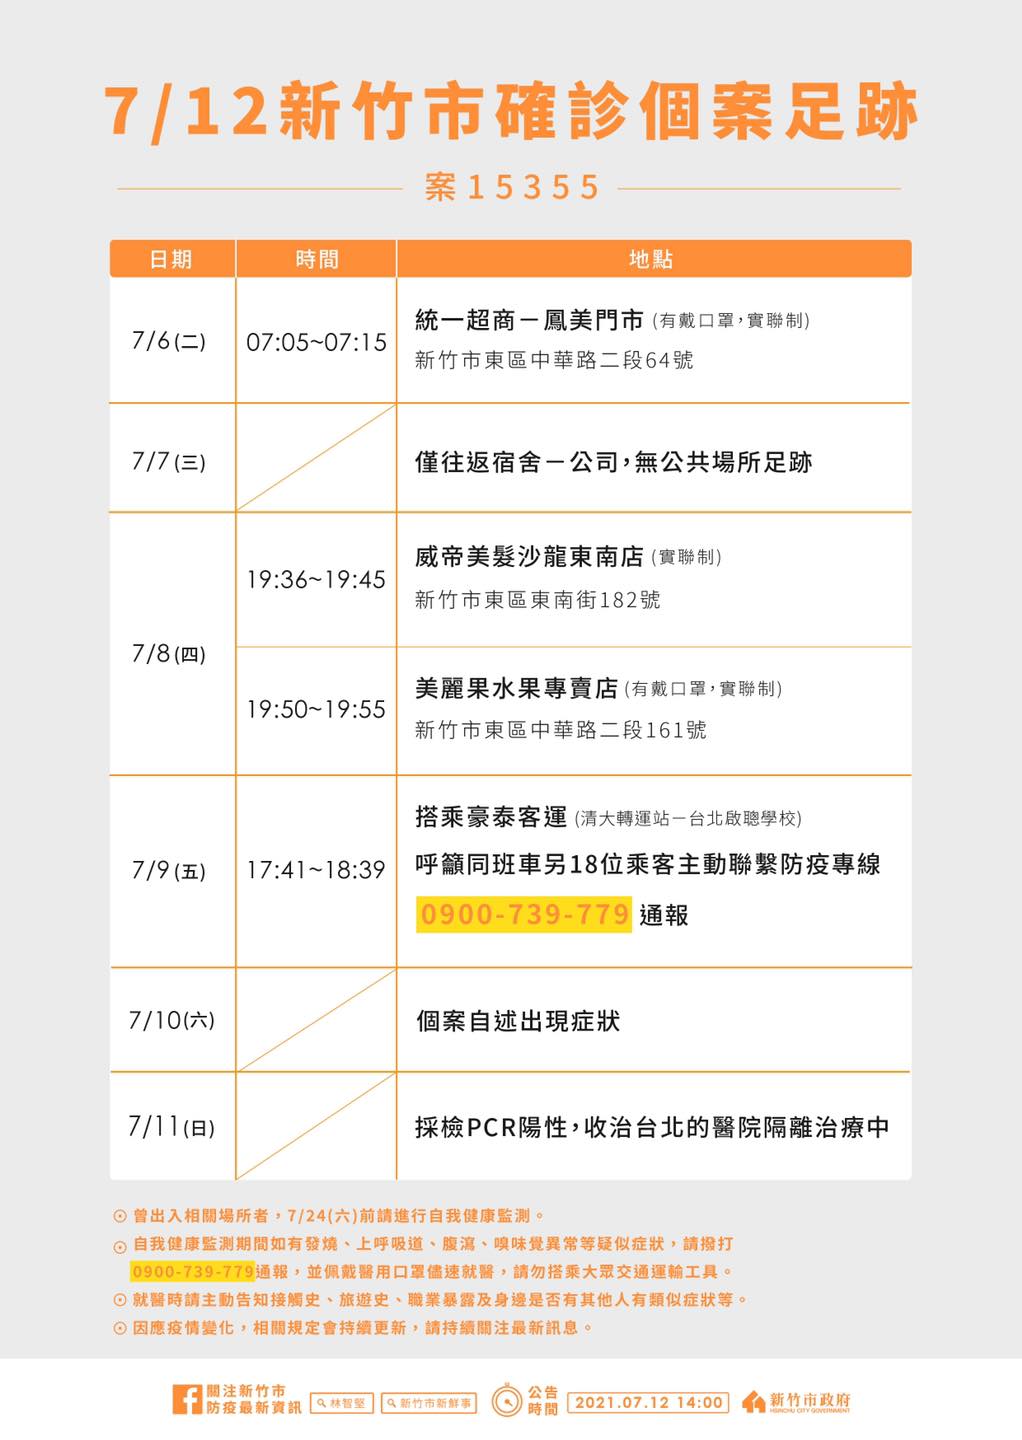 7/12新竹市確診個案足跡
案15355
日期 時間 地點
7/6(二) 07:05~07:15 統一超商－鳳美門市 (有戴口罩，實聯制)
新竹市東區中華路二段64號
7/7(三) 僅往返宿舍－公司，無公共場所足跡
7/8(四)
19:36~19:45 威帝美髮沙龍東南店 (實聯制)
新竹市東區東南街182號
19:50~19:55 美麗果水果專賣店 (有戴口罩，實聯制)
新竹市東區中華路二段161號
7/9(五) 17:41~18:39 搭乘豪泰客運 (清大轉運站－台北啟聰學校)
呼籲同班車另18位乘客主動聯繫防疫專線
0900-739-779 通報
7/10(六) 個案自述出現症狀
7/11(日) 採檢PCR陽性，收治台北的醫院隔離治療中
⊙ 曾出入相關場所者，7/24(六)前請進行自我健康監測。
⊙ 自我健康監測期間如有發燒、上呼吸道、腹瀉、嗅味覺異常等疑似症狀，請撥打
0900-739-779通報，並佩戴醫用口罩儘速就醫，請勿搭乘大眾交通運輸工具。
⊙ 就醫時請主動告知接觸史、旅遊史、職業暴露及身邊是否有其他人有類似症狀等。
⊙ 因應疫情變化，相關規定會持續更新，請持續關注最新訊息。
關注新竹市
防疫最新資訊
林智堅
新竹市新鮮事
公告
時間
2021.07.12 14:00
新竹市政府
HSINCHU CITY GOVERNMENT